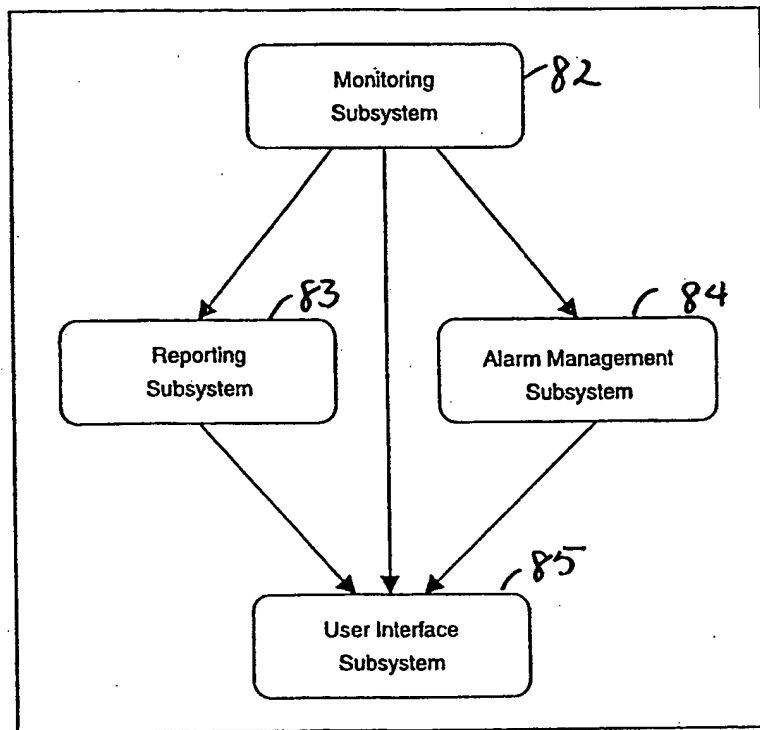 Monitoring
Subsystem
82
83
84
Reporting
Subsystem
Alarm Management
Subsystem
85
User Interface
Subsystem